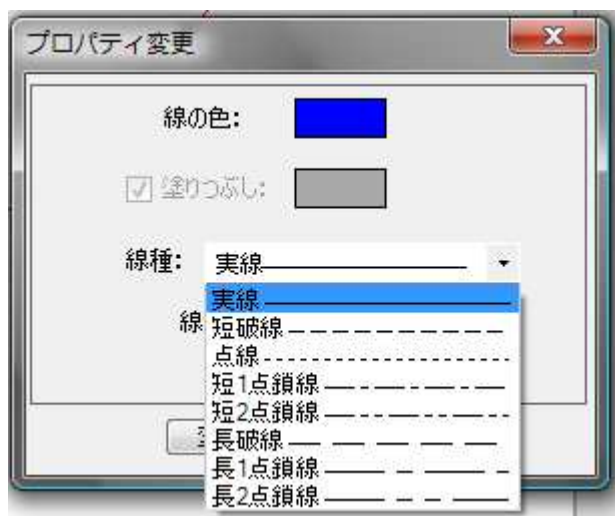 プロパティ変更
線の色:
塗りつぶし:
線種:
実線
実線
線
短破線
点線
短1点鎖線
短2点鎖線
長破線
長1点鎖線
長2点鎖線